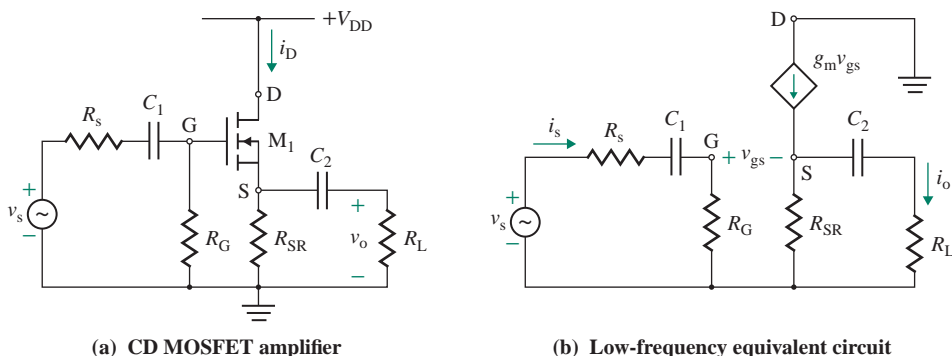 +V_DD
i_D
D
C_1
R_s
G
M_1
C_2
S
+
+
v_s
R_G
R_SR
v_o
R_L
−
−
(a) CD MOSFET amplifier
D
g_m v_gs
i_s
R_s
C_1
G
+ v_gs −
S
C_2
i_o
+
v_s
−
R_G
R_SR
R_L
(b) Low-frequency equivalent circuit